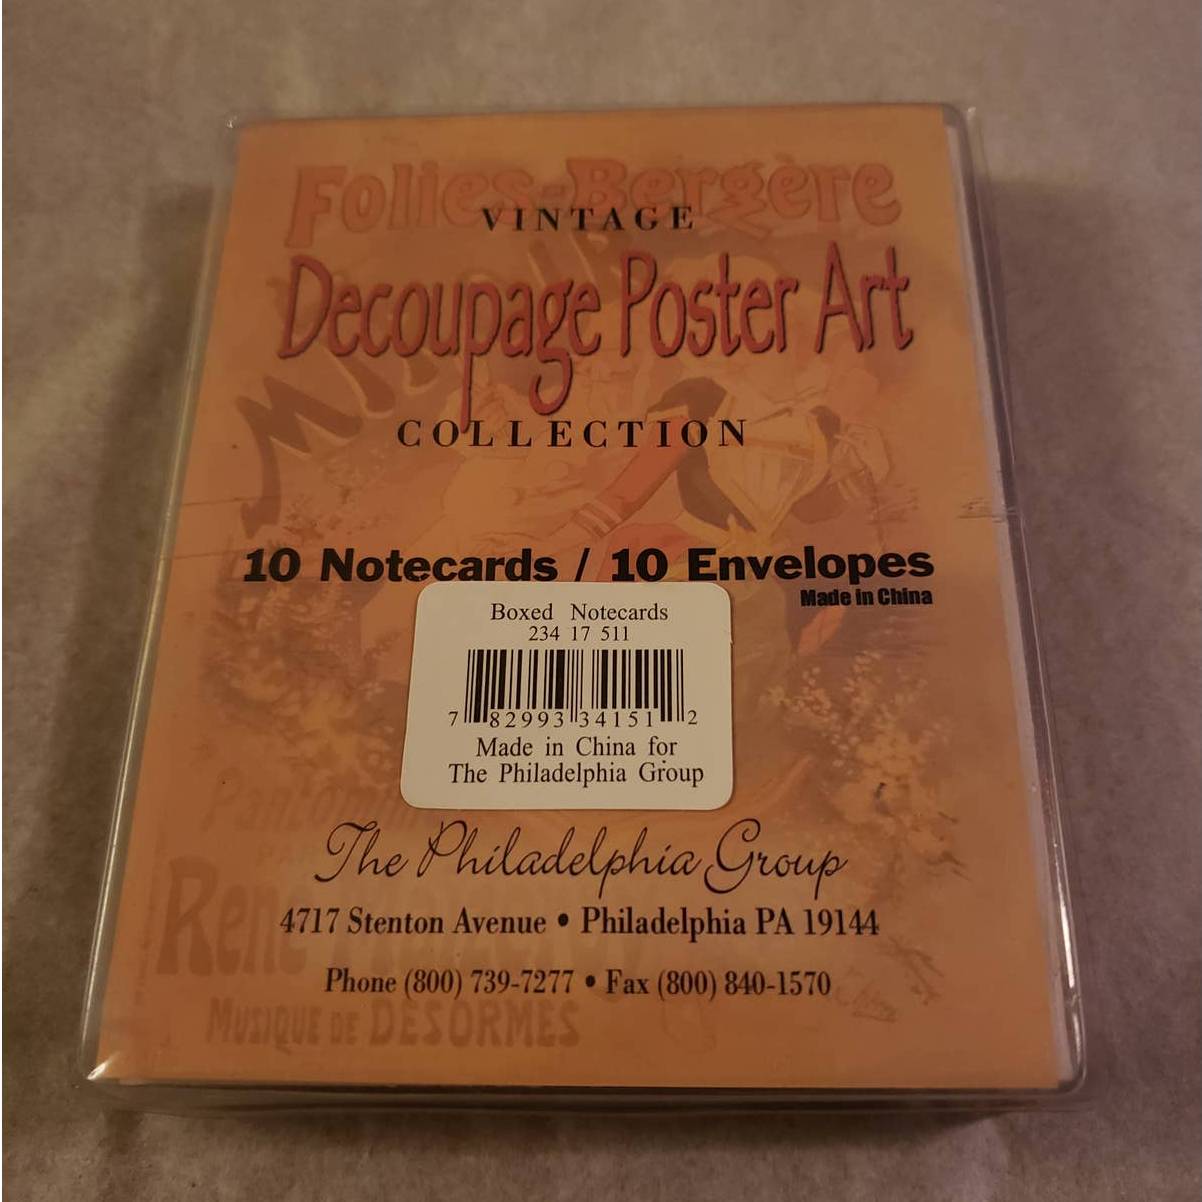 Folies-Bergère
VINTAGE
Decoupage Poster Art
COLLECTION
10 Notecards / 10 Envelopes
Made in China
Boxed Notecards
234 17 511
7 82993 34151 2
Made in China for
The Philadelphia Group
The Philadelphia Group
4717 Stenton Avenue • Philadelphia PA 19144
Phone (800) 739-7277 • Fax (800) 840-1570
MUSIQUE DE DESORMES